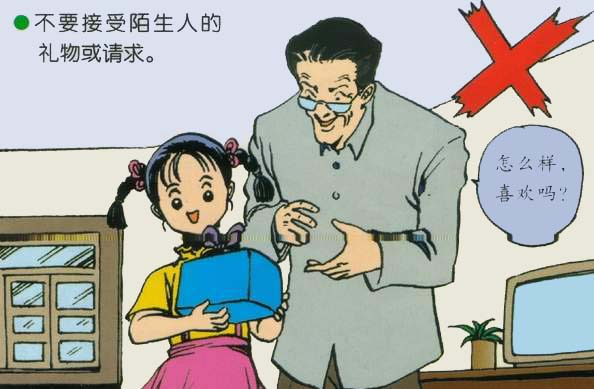 ●不要接受陌生人的
礼物或请求。
怎么样，
喜欢吗？